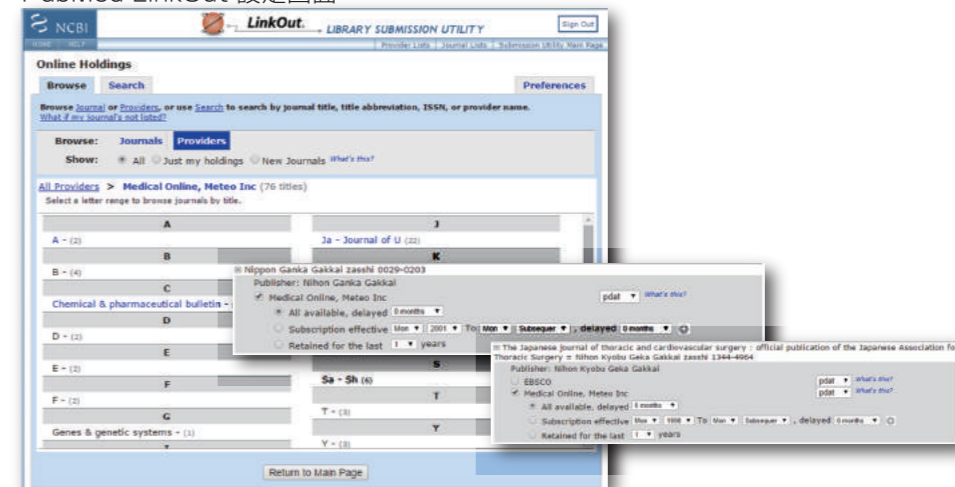 PubMed LinkOut 設定画面
NCBI
LinkOut.
LIBRARY SUBMISSION UTILITY
Sign Out
HOME HELP
Provider Lists Journal Lists Submission Utility Main Page
Online Holdings
Browse Search Preferences
Browse Journal or Providers, or use Search to search by journal title, title abbreviation, ISSN, or provider name.
What if my journal's not listed?
Browse: Journals Providers
Show: All Just my holdings New Journals What's this?
All Providers > Medical Online, Meteo Inc (76 titles)
Select a letter range to browse journals by title.
A
J
A - (2)
Ja - Journal of U (22)
B
K
B - (4)
C
Chemical & pharmaceutical bulletin -
D
D - (2)
E
S
E - (2)
Sa - Sh (6)
F
T
F - (2)
T - (3)
G
Y
Genes & genetic systems - (1)
Y - (3)
Return to Main Page
Nippon Ganka Gakkai zasshi 0029-0203
Publisher: Nihon Ganka Gakkai
Medical Online, Meteo Inc pdat What's this?
All available, delayed 0 months
Subscription effective Mon 2001 To Mon Subsequer , delayed 0 months
Retained for the last 1 years
The Japanese journal of thoracic and cardiovascular surgery : official publication of the Japanese Association fo
Thoracic Surgery = Nihon Kyobu Geka Gakkai zasshi 1344-4964
Publisher: Nihon Kyobu Geka Gakkai
EBSCO pdat What's this?
Medical Online, Meteo Inc pdat What's this?
All available, delayed months
Subscription effective Mon 1998 To Mon Subsequer , delayed 0 months
Retained for the last 1 years